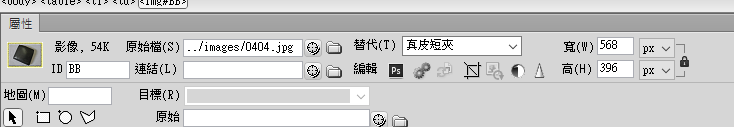 <body> <table> <tr> <td> <img#BB>
屬性
影像, 54K 原始檔(S) ../images/0404.jpg 替代(T) 真皮短夾 寬(W) 568 px
ID BB 連結(L) 編輯 Ps 高(H) 396 px
地圖(M) 目標(R)
原始